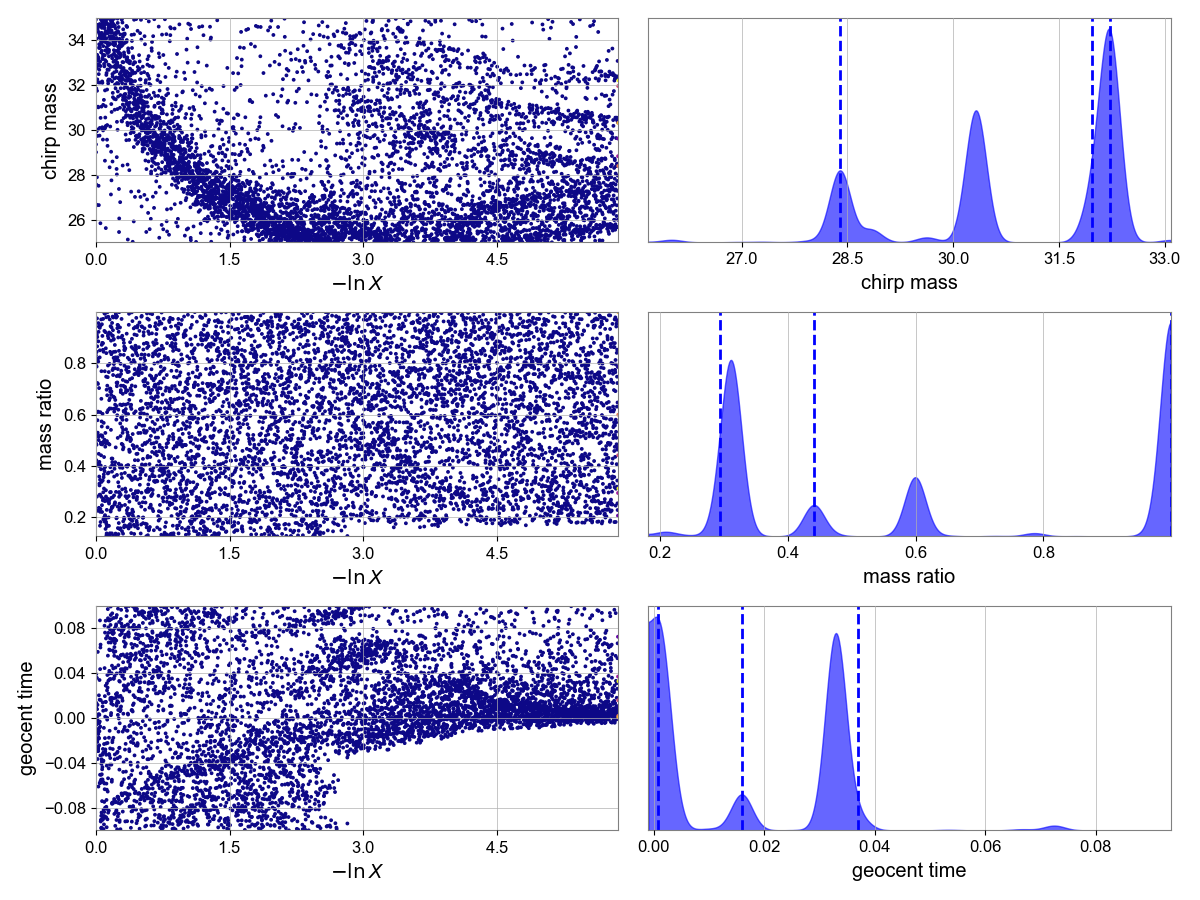 34
32
30
28
26
chirp mass
0.0 1.5 3.0 4.5
−ln X
27.0 28.5 30.0 31.5 33.0
chirp mass
0.8
0.6
0.4
0.2
mass ratio
0.0 1.5 3.0 4.5
−ln X
0.2 0.4 0.6 0.8
mass ratio
0.08
0.04
0.00
−0.04
−0.08
geocent time
0.0 1.5 3.0 4.5
−ln X
0.00 0.02 0.04 0.06 0.08
geocent time